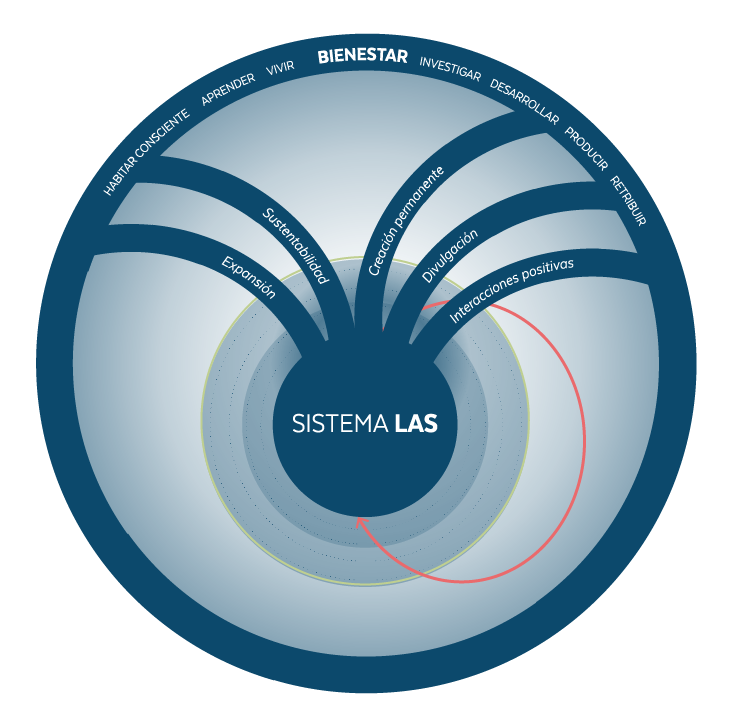 HABITAR CONSCIENTE
APRENDER
VIVIR
BIENESTAR
INVESTIGAR
DESARROLLAR
PRODUCIR
RETRIBUIR
Expansión
Sustentabilidad
Creación permanente
Divulgación
Interacciones positivas
SISTEMA LAS